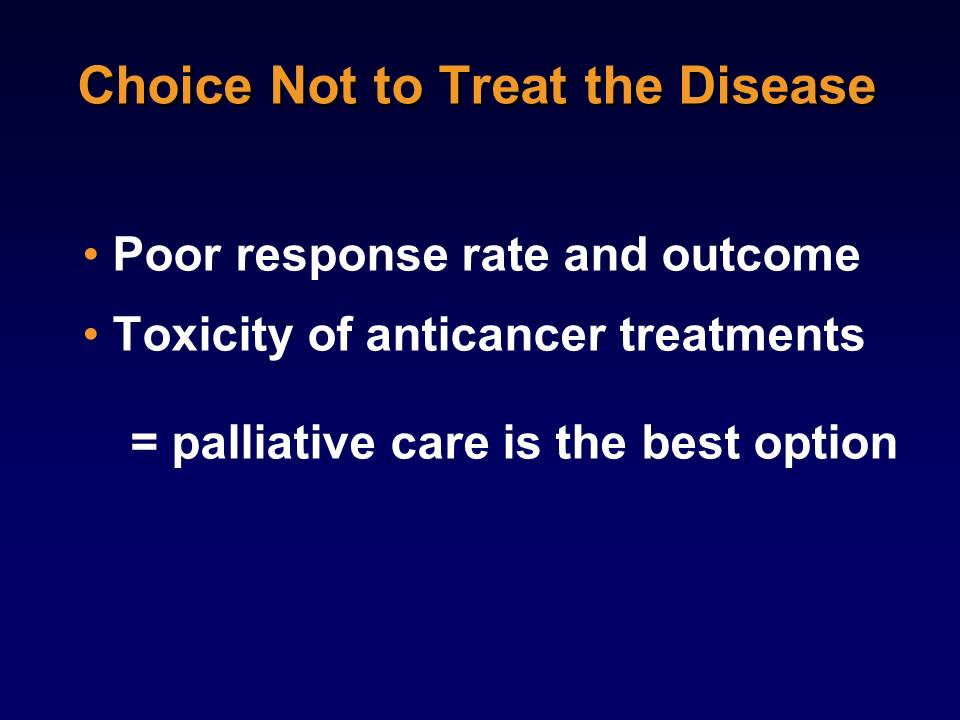 Choice Not to Treat the Disease
• Poor response rate and outcome
• Toxicity of anticancer treatments
= palliative care is the best option